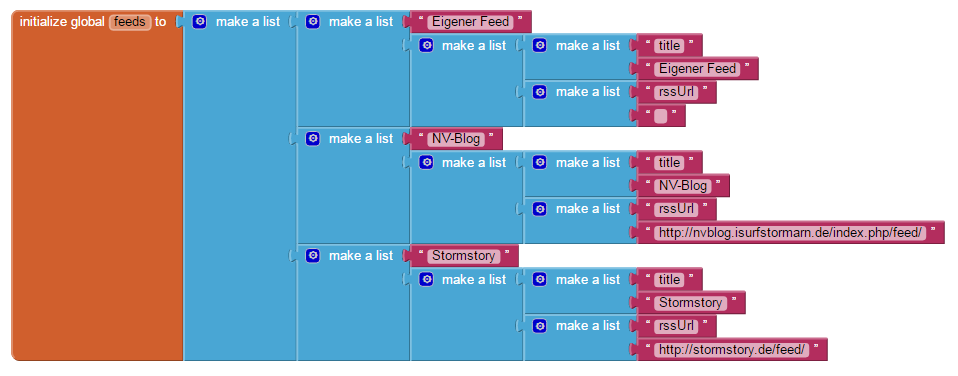 initialize global feeds to make a list make a list " Eigener Feed "
make a list make a list " title "
" Eigener Feed "
make a list " rssUrl "
" "
make a list " NV-Blog "
make a list make a list " title "
" NV-Blog "
make a list " rssUrl "
" http://nvblog.isurfstormarn.de/index.php/feed/ "
make a list " Stormstory "
make a list make a list " title "
" Stormstory "
make a list " rssUrl "
" http://stormstory.de/feed/ "